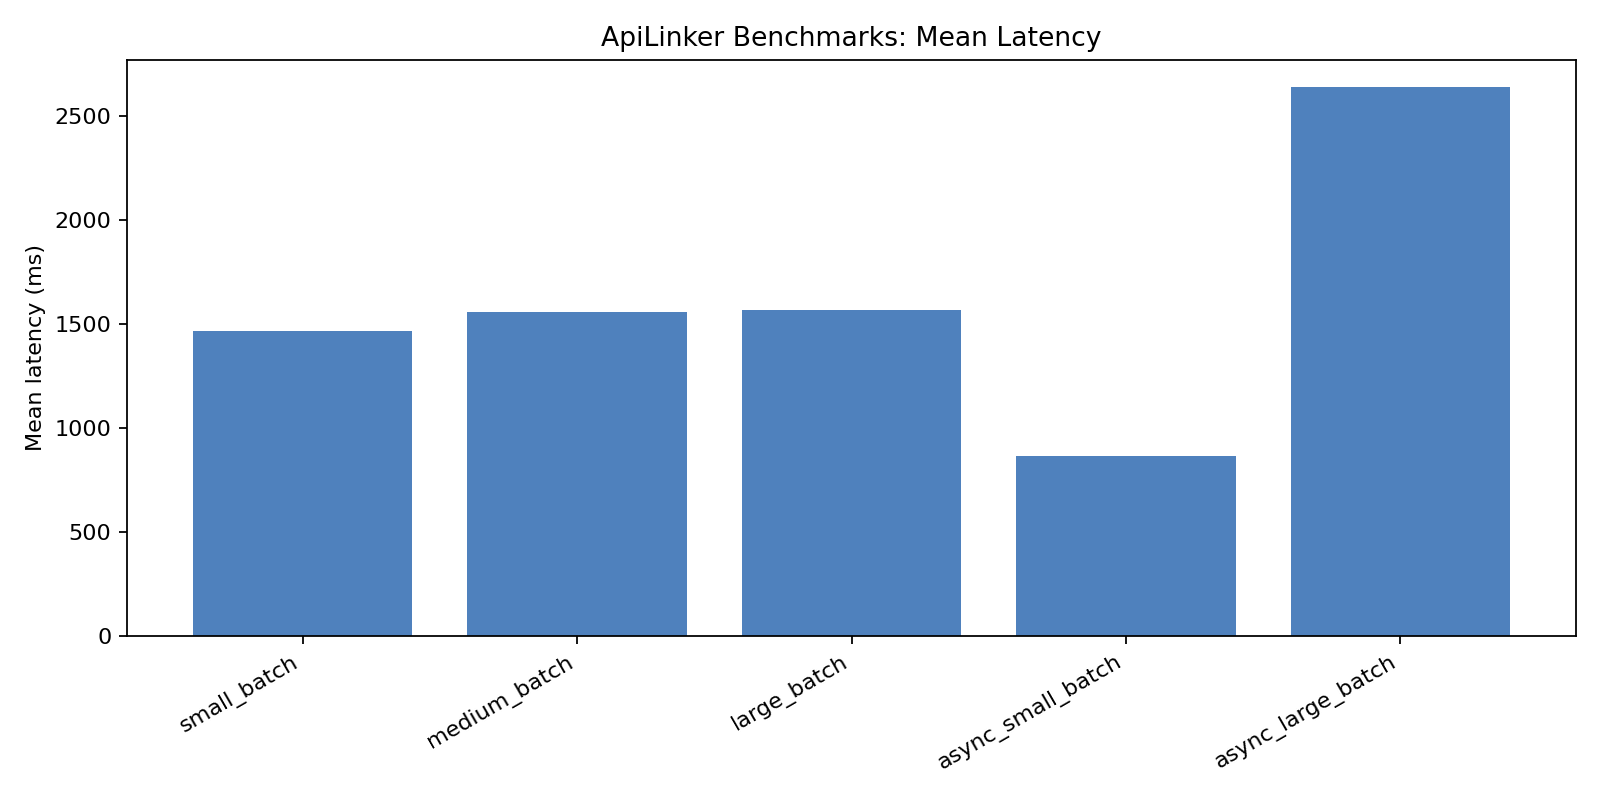 ApiLinker Benchmarks: Mean Latency
Mean latency (ms)
2500
2000
1500
1000
500
0
small_batch
medium_batch
large_batch
async_small_batch
async_large_batch